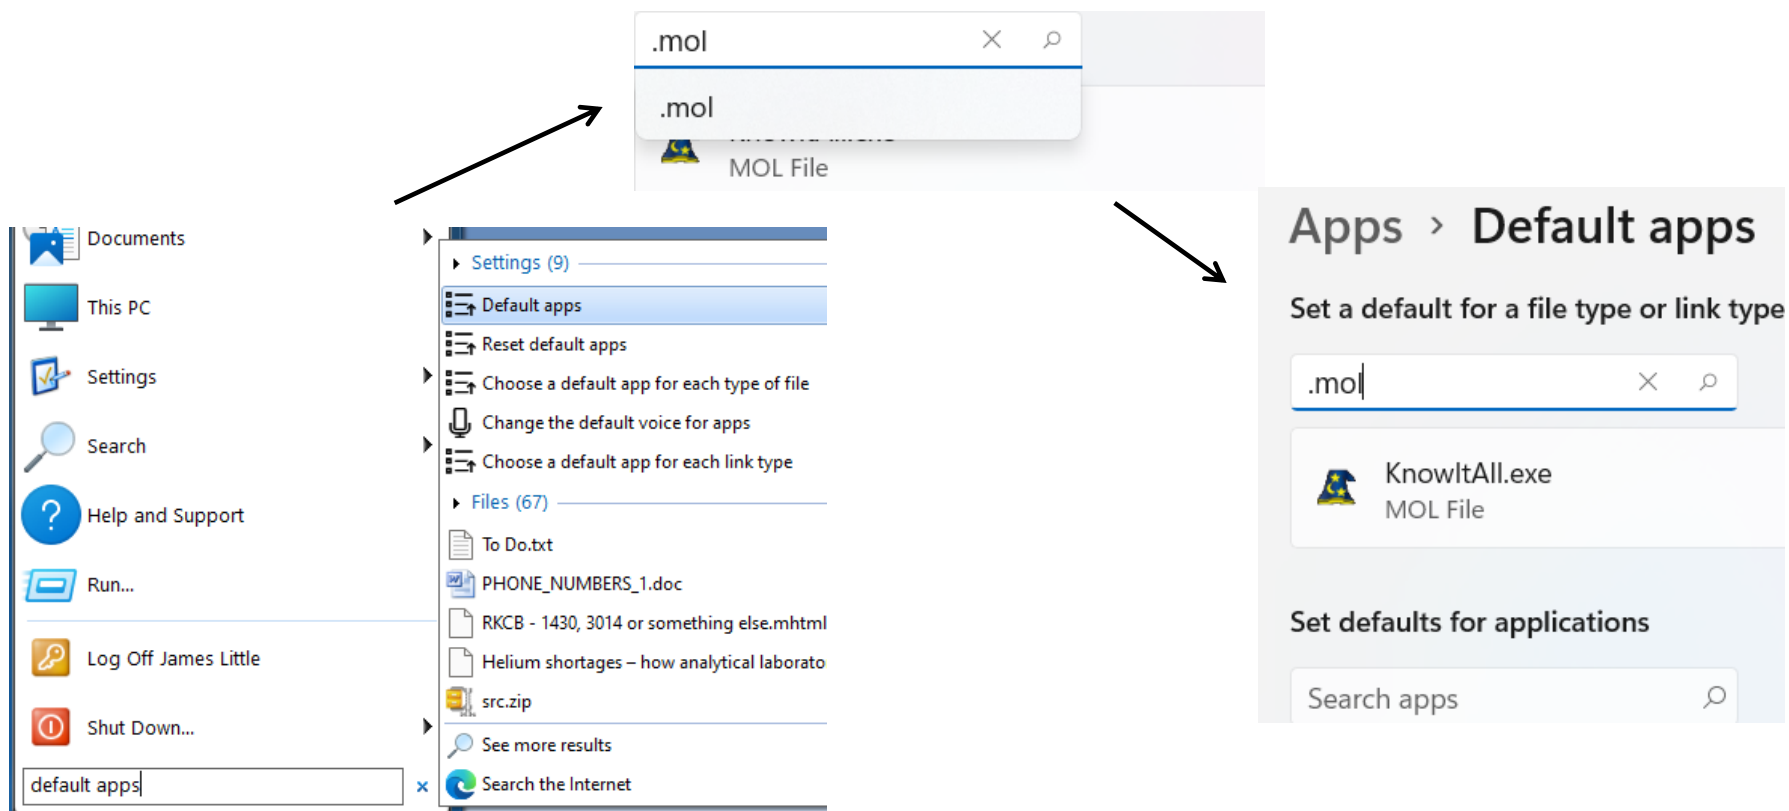 .mol
.mol
MOL File
Documents
This PC
Settings
Search
Help and Support
Run...
Log Off James Little
Shut Down...
default apps
Settings (9)
Default apps
Reset default apps
Choose a default app for each type of file
Change the default voice for apps
Choose a default app for each link type
Files (67)
To Do.txt
PHONE_NUMBERS_1.doc
RKCB - 1430, 3014 or something else.mhtml
Helium shortages – how analytical laborato
src.zip
See more results
Search the Internet
Apps > Default apps
Set a default for a file type or link type
.mol
KnowItAll.exe
MOL File
Set defaults for applications
Search apps